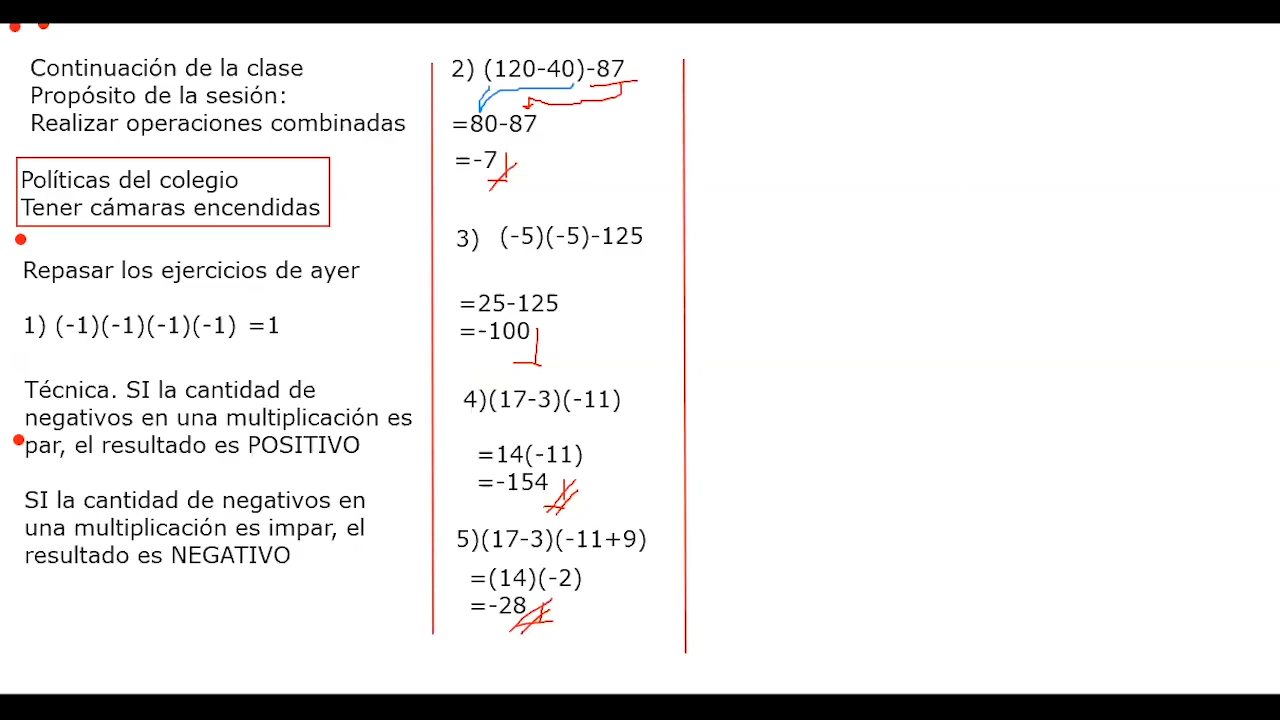 Continuación de la clase
Propósito de la sesión:
Realizar operaciones combinadas
Políticas del colegio
Tener cámaras encendidas
Repasar los ejercicios de ayer
1) (-1)(-1)(-1)(-1) =1
Técnica. SI la cantidad de
negativos en una multiplicación es
par, el resultado es POSITIVO
SI la cantidad de negativos en
una multiplicación es impar, el
resultado es NEGATIVO
2) (120-40)-87
=80-87
=-7
3) (-5)(-5)-125
=25-125
=-100
4)(17-3)(-11)
=14(-11)
=-154
5)(17-3)(-11+9)
=(14)(-2)
=-28